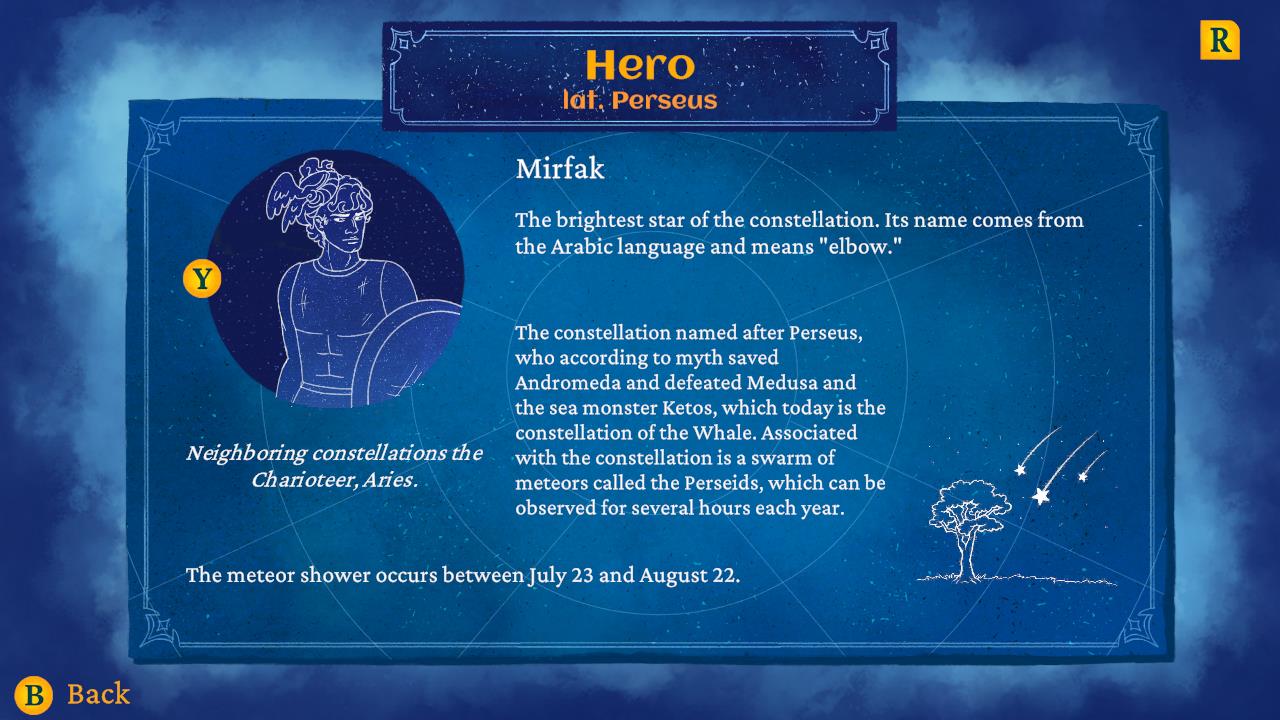 Hero
lat. Perseus
R
Mirfak
The brightest star of the constellation. Its name comes from
the Arabic language and means "elbow."
Y
The constellation named after Perseus,
who according to myth saved
Andromeda and defeated Medusa and
the sea monster Ketos, which today is the
constellation of the Whale. Associated
with the constellation is a swarm of
meteors called the Perseids, which can be
observed for several hours each year.
Neighboring constellations the
Charioteer, Aries.
The meteor shower occurs between July 23 and August 22.
B Back